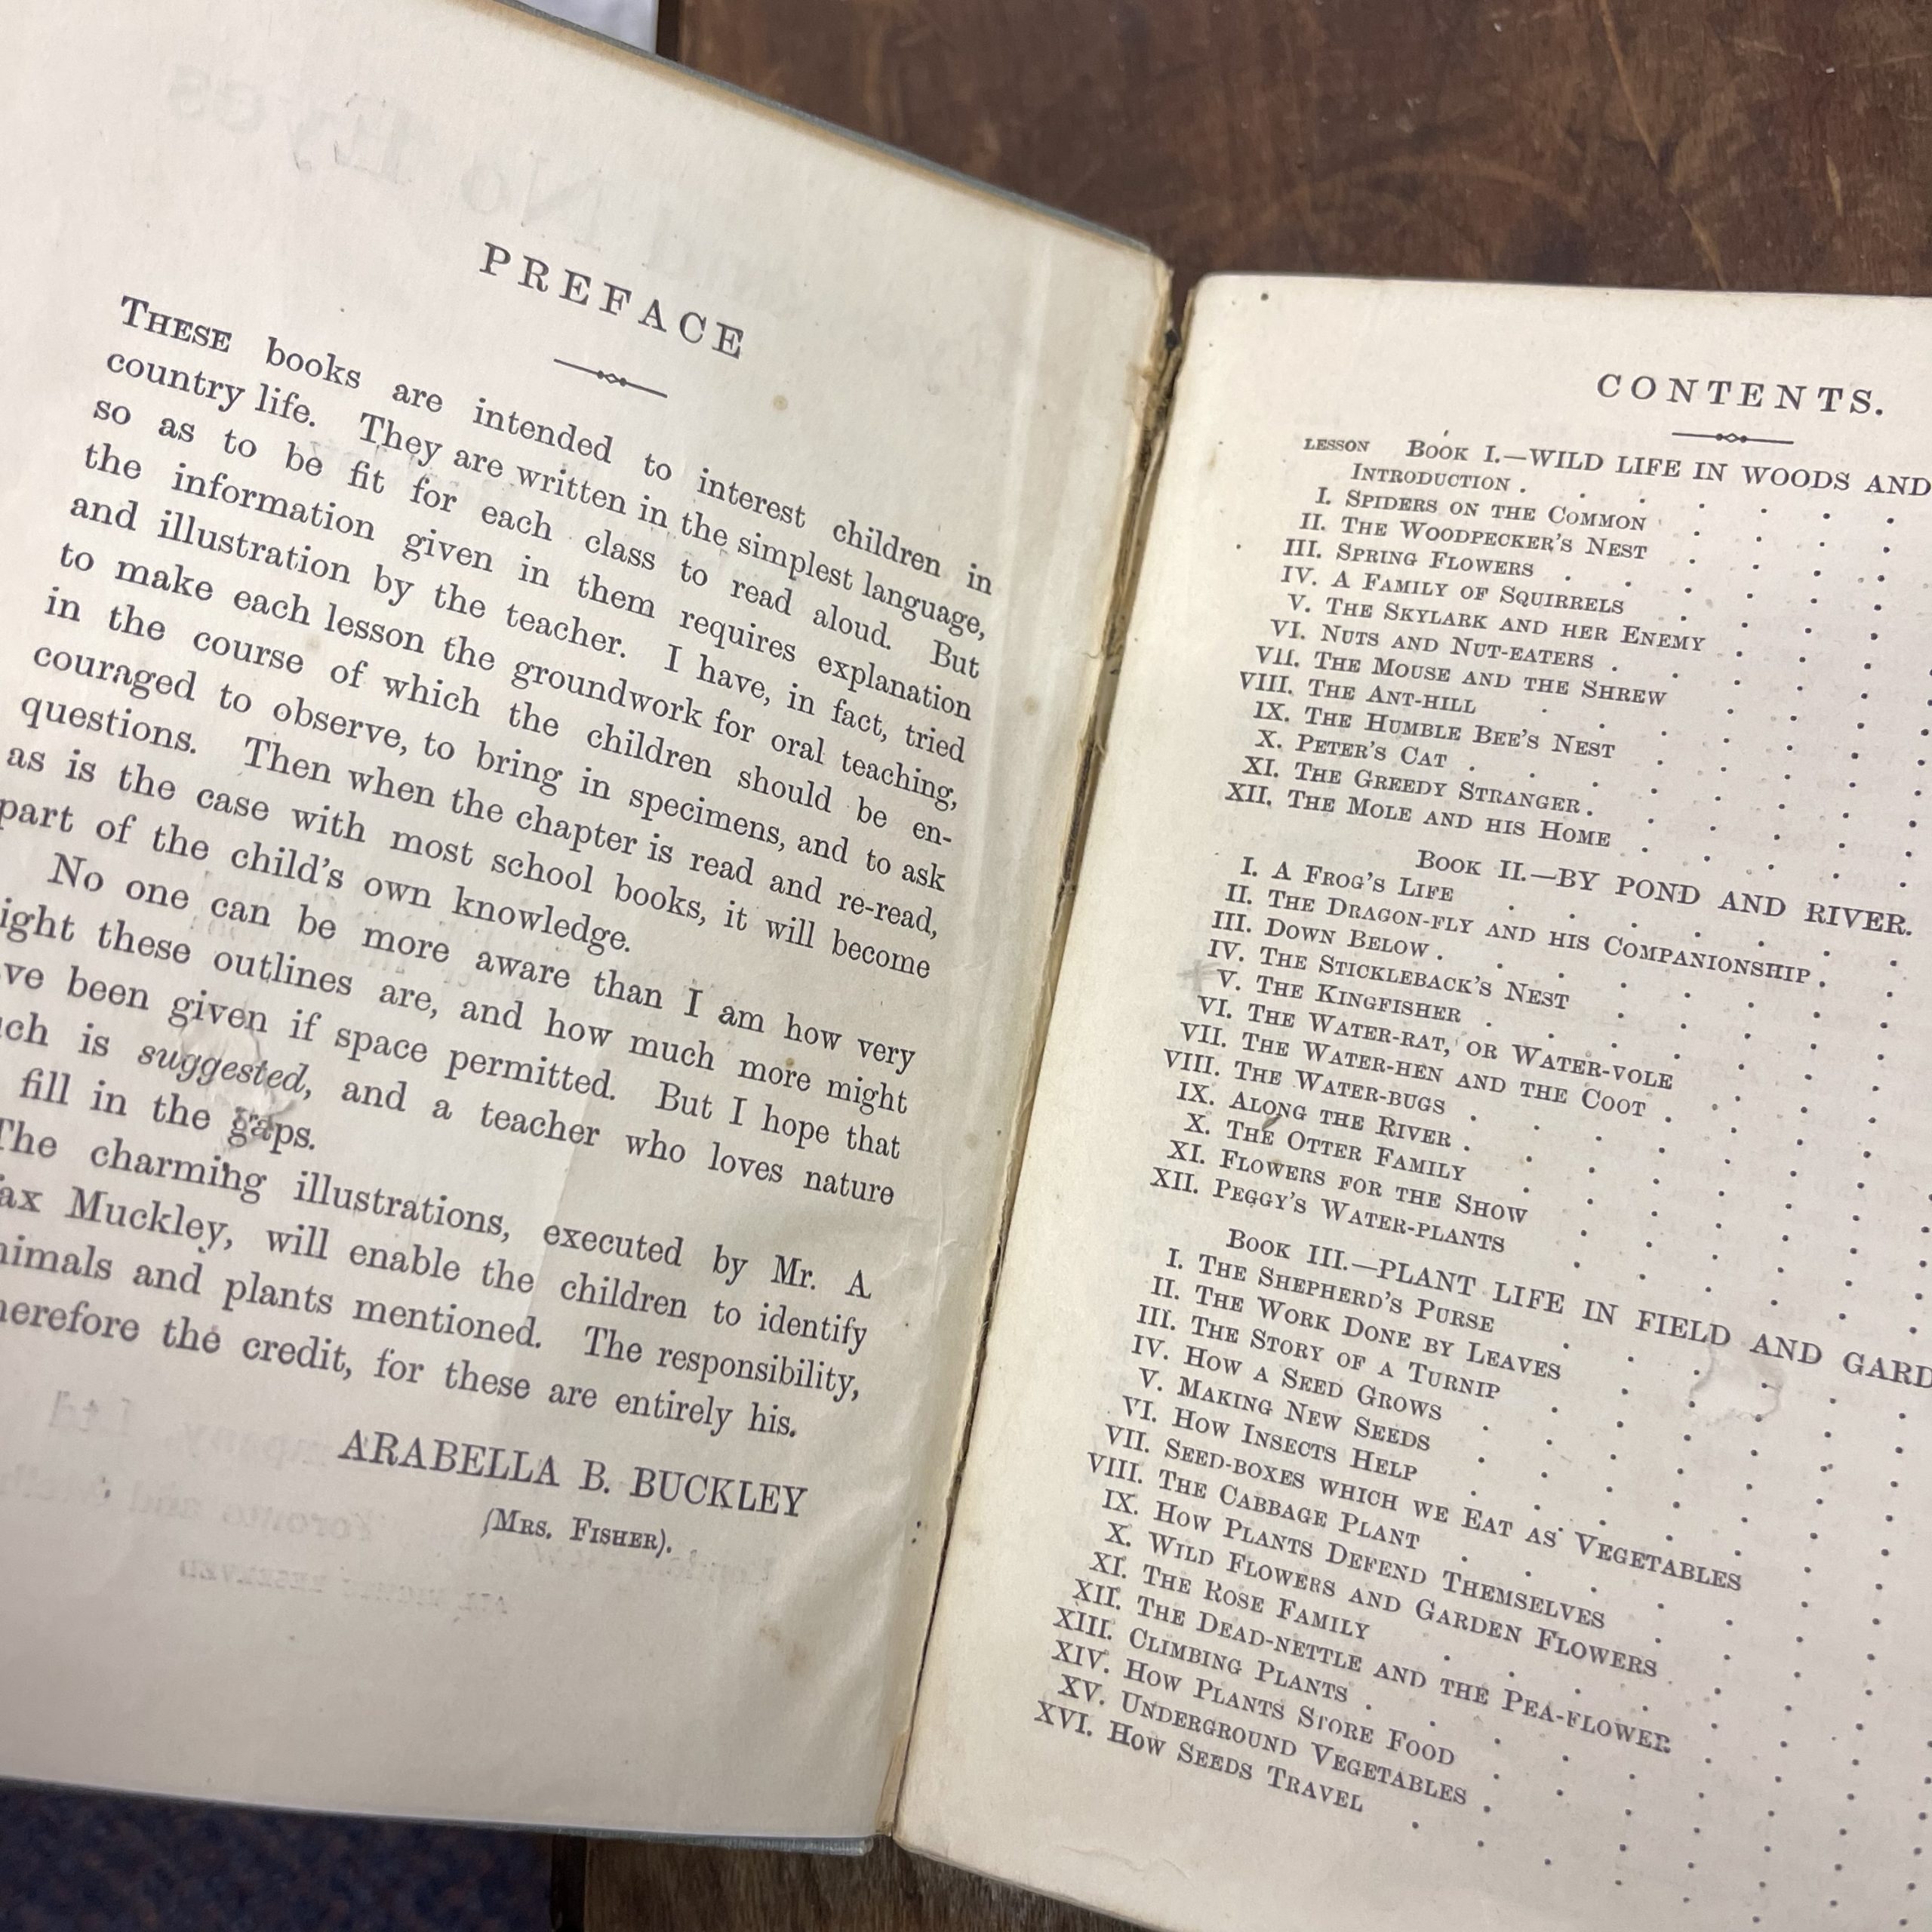 PREFACE
THESE books are intended to interest children in
country life. They are written in the simplest language,
so as to be fit for each class to read aloud. But
the information given in them requires explanation
and illustration by the teacher. I have, in fact, tried
to make each lesson the groundwork for oral teaching,
in the course of which the children should be en-
couraged to observe, to bring in specimens, and to ask
questions. Then when the chapter is read and re-read,
as is the case with most school books, it will become
part of the child's own knowledge.
No one can be more aware than I am how very
ight these outlines are, and how much more might
ve been given if space permitted. But I hope that
ch is suggested, and a teacher who loves nature
fill in the gaps.
The charming illustrations, executed by Mr. A
ax Muckley, will enable the children to identify
nimals and plants mentioned. The responsibility,
herefore the credit, for these are entirely his.
ARABELLA B. BUCKLEY
(MRS. FISHER).
CONTENTS.
LESSON BOOK I.—WILD LIFE IN WOODS AND
INTRODUCTION .
I. SPIDERS ON THE COMMON
II. THE WOODPECKER'S NEST
III. SPRING FLOWERS
IV. A FAMILY OF SQUIRRELS
V. THE SKYLARK AND HER ENEMY
VI. NUTS AND NUT-EATERS .
VII. THE MOUSE AND THE SHREW
VIII. THE ANT-HILL
IX. THE HUMBLE BEE'S NEST
X. PETER'S CAT .
XI. THE GREEDY STRANGER .
XII. THE MOLE AND HIS HOME
BOOK II.—BY POND AND RIVER.
I. A FROG'S LIFE
II. THE DRAGON-FLY AND HIS COMPANIONSHIP .
III. DOWN BELOW .
IV. THE STICKLEBACK'S NEST
V. THE KINGFISHER .
VI. THE WATER-RAT, OR WATER-VOLE
VII. THE WATER-HEN AND THE COOT .
VIII. THE WATER-BUGS .
IX. ALONG THE RIVER .
X. THE OTTER FAMILY
XI. FLOWERS FOR THE SHOW
XII. PEGGY'S WATER-PLANTS
BOOK III.—PLANT LIFE IN FIELD AND GARD
I. THE SHEPHERD'S PURSE
II. THE WORK DONE BY LEAVES
III. THE STORY OF A TURNIP
IV. HOW A SEED GROWS
V. MAKING NEW SEEDS
VI. HOW INSECTS HELP
VII. SEED-BOXES WHICH WE EAT AS VEGETABLES
VIII. THE CABBAGE PLANT
IX. HOW PLANTS DEFEND THEMSELVES
X. WILD FLOWERS AND GARDEN FLOWERS
XI. THE ROSE FAMILY
XII. THE DEAD-NETTLE AND THE PEA-FLOWER
XIII. CLIMBING PLANTS .
XIV. HOW PLANTS STORE FOOD
XV. UNDERGROUND VEGETABLES
XVI. HOW SEEDS TRAVEL